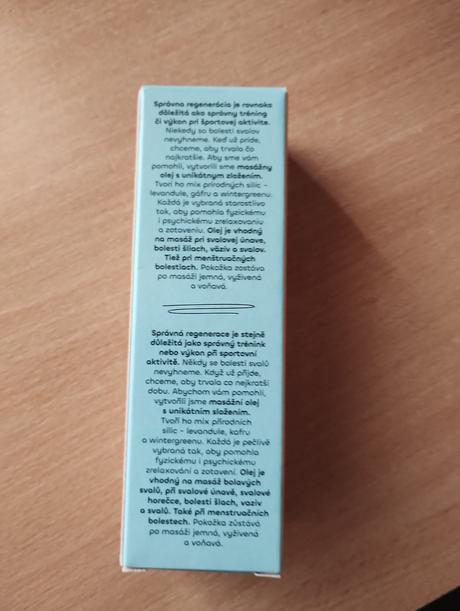 Správna regenerácia je rovnako
dôležitá ako správny tréning
či výkon pri športovej aktivite.
Niekedy sa bolesti svalov
nevyhneme. Keď už príde,
chceme, aby trvala čo
najkratšie. Aby sme vám
pomohli, vytvorili sme masážny
olej s unikátnym zložením.
Tvorí ho mix prírodných silíc –
levandule, gáfru a wintergreenu.
Každá je vybraná starostlivo
tak, aby pomohla fyzickému
i psychickému zrelaxovaniu
a zotaveniu. Olej je vhodný
na masáž pri svalovej únave,
bolesti šliach, väzív a svalov.
Tiež pri menštruačných
bolestiach. Pokožka zostáva
po masáži jemná, vyživená
a voňavá.
Správná regenerace je stejně
důležitá jako správný trénink
nebo výkon při sportovní
aktivitě. Někdy se bolesti svalů
nevyhneme. Když už přijde,
chceme, aby trvala co nejkratší
dobu. Abychom vám pomohli,
vytvořili jsme masážní olej
s unikátním složením.
Tvoří ho mix přírodních
silic – levandule, kafru
a wintergreenu. Každá je pečlivě
vybraná tak, aby pomohla
fyzickému i psychickému
zrelaxování a zotavení. Olej je
vhodný na masáž bolavých
svalů, při svalové únavě, svalové
horečce, bolesti šlach, vaziv
a svalů. Také při menstruačních
bolestech. Pokožka zůstává
po masáži jemná, vyživená
a voňavá.